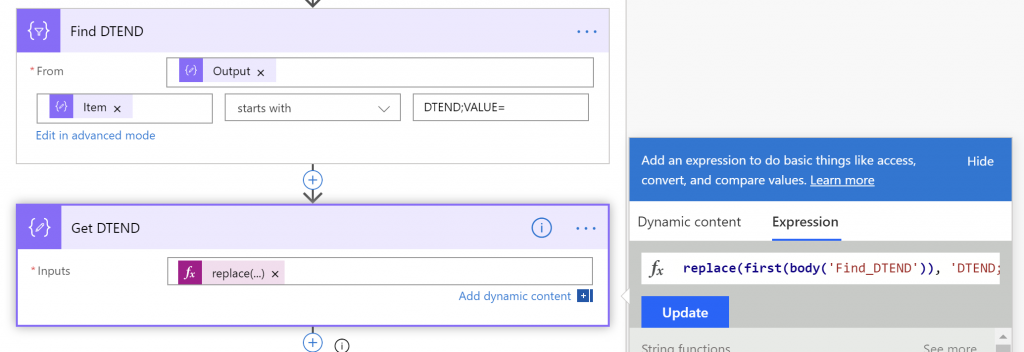 Find DTEND
* From
Output ×
Item ×
starts with
DTEND;VALUE=
Edit in advanced mode
Get DTEND
* Inputs
fx replace(...) ×
Add dynamic content
Add an expression to do basic things like access,
convert, and compare values. Learn more
Hide
Dynamic content
Expression
fx replace(first(body('Find_DTEND')), 'DTEND;
Update
String functions
See more